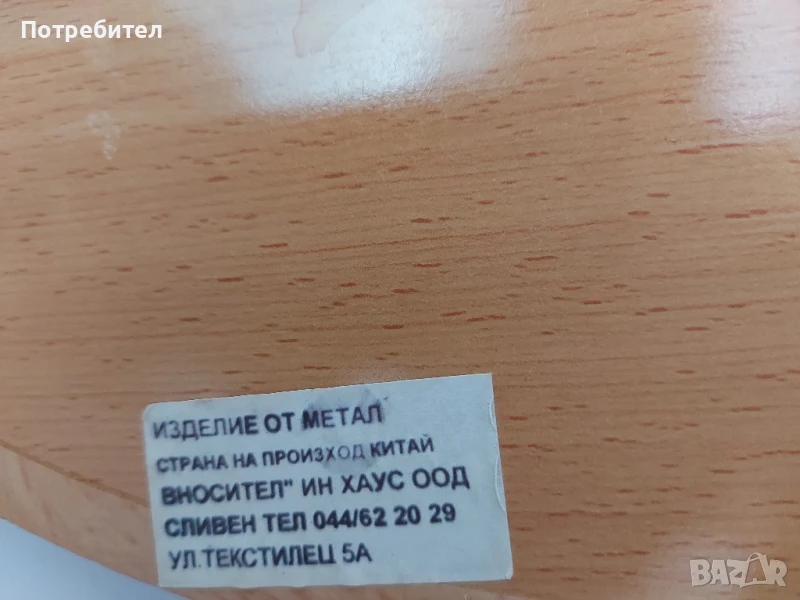 Потребител
ИЗДЕЛИЕ ОТ МЕТАЛ
СТРАНА НА ПРОИЗХОД КИТАЙ
ВНОСИТЕЛ" ИН ХАУС ООД
СЛИВЕН ТЕЛ 044/62 20 29
УЛ.ТЕКСТИЛЕЦ 5А
BAZAR